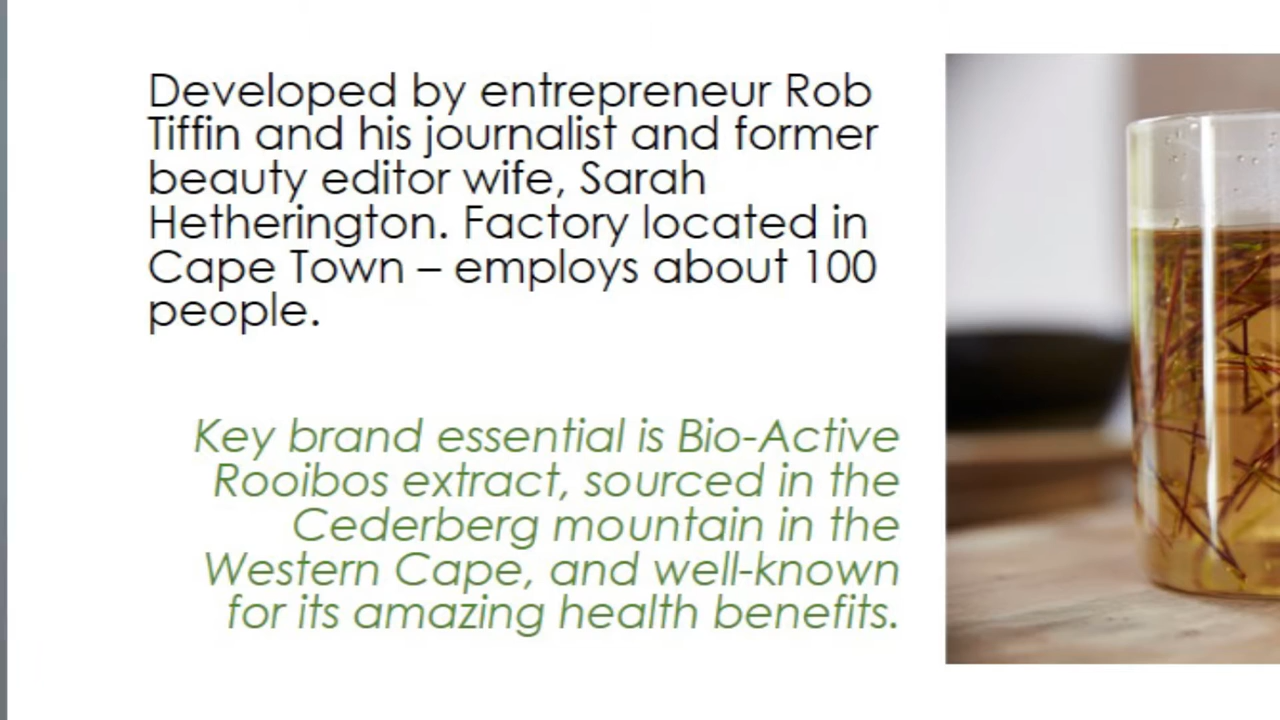 Developed by entrepreneur Rob
Tiffin and his journalist and former
beauty editor wife, Sarah
Hetherington. Factory located in
Cape Town – employs about 100
people.
Key brand essential is Bio-Active
Rooibos extract, sourced in the
Cederberg mountain in the
Western Cape, and well-known
for its amazing health benefits.